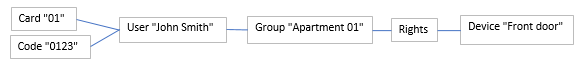 Card "01"
Code "0123"
User "John Smith"
Group "Apartment 01"
Rights
Device "Front door"